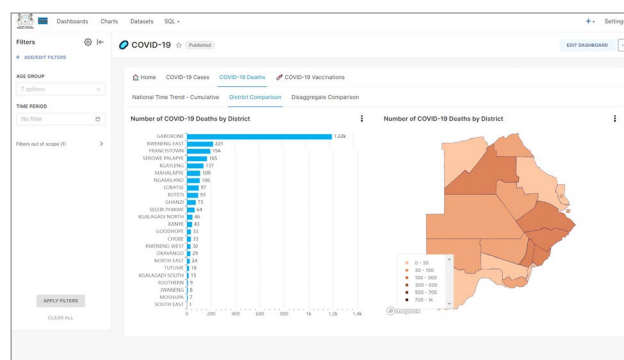 Dashboards Charts Datasets SQL
Settings
Filters
+ ADD/EDIT FILTERS
AGE GROUP
7 options
TIME PERIOD
No filter
Filters out of scope (1)
APPLY FILTERS
CLEAR ALL
COVID-19 Published
EDIT DASHBOARD
Home COVID-19 Cases COVID-19 Deaths COVID-19 Vaccinations
National Time Trend - Cumulative District Comparison Disaggregate Comparison
Number of COVID-19 Deaths by District
GABORONE 1.22k
KWENENG EAST 221
FRANCISTOWN 194
SEROWE PALAPYE 165
KGATLENG 137
MAHALAPYE 109
NGAMILAND 106
LOBATSE 97
BOTETI 93
GHANZI 73
SELEBI PHIKWE 64
KGALAGADI NORTH 46
KANYE 43
GOODHOPE 33
CHOBE 33
KWENENG WEST 30
OKAVANGO 29
NORTH EAST 24
TUTUME 18
KGALAGADI SOUTH 15
SOUTHERN 9
JWANENG 8
MOSHUPA 7
SOUTH EAST 1
0 200 400 600 800 1k 1.2k 1.4k
Number of COVID-19 Deaths by District
0 - 30
30 - 100
100 - 300
300 - 500
500 - 700
700 - 1k
mapbox